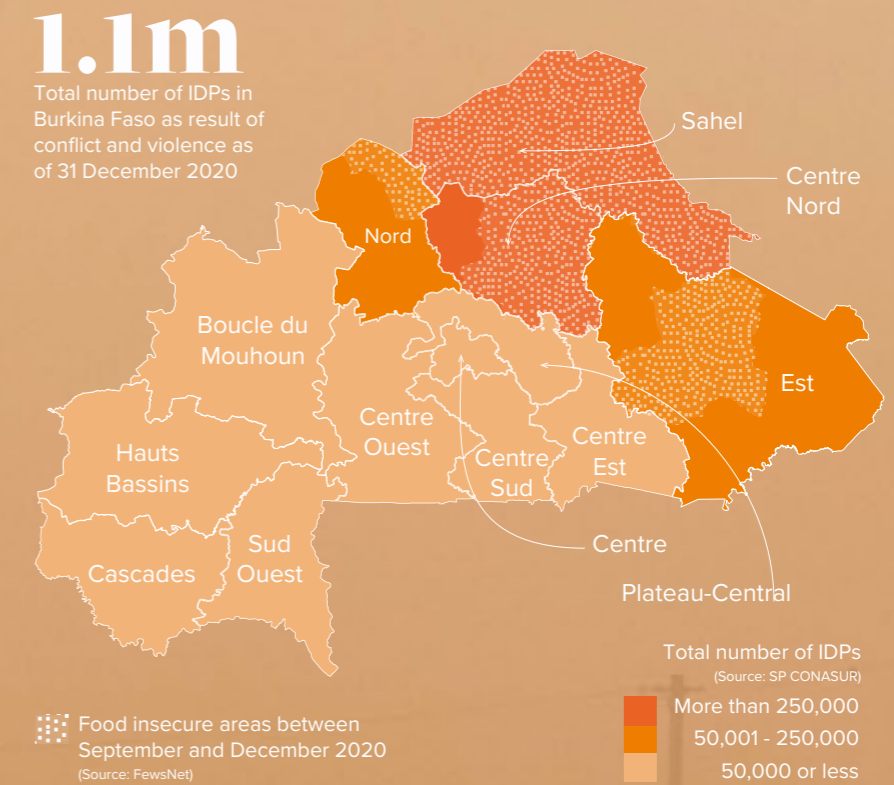 1.1m
Total number of IDPs in
Burkina Faso as result of
conflict and violence as
of 31 December 2020
Sahel
Centre
Nord
Nord
Boucle du
Mouhoun
Est
Centre
Ouest
Hauts
Bassins
Centre
Est
Centre
Sud
Sud
Ouest
Centre
Cascades
Plateau-Central
Total number of IDPs
(Source: SP CONASUR)
More than 250,000
50,001 - 250,000
50,000 or less
Food insecure areas between
September and December 2020
(Source: FewsNet)